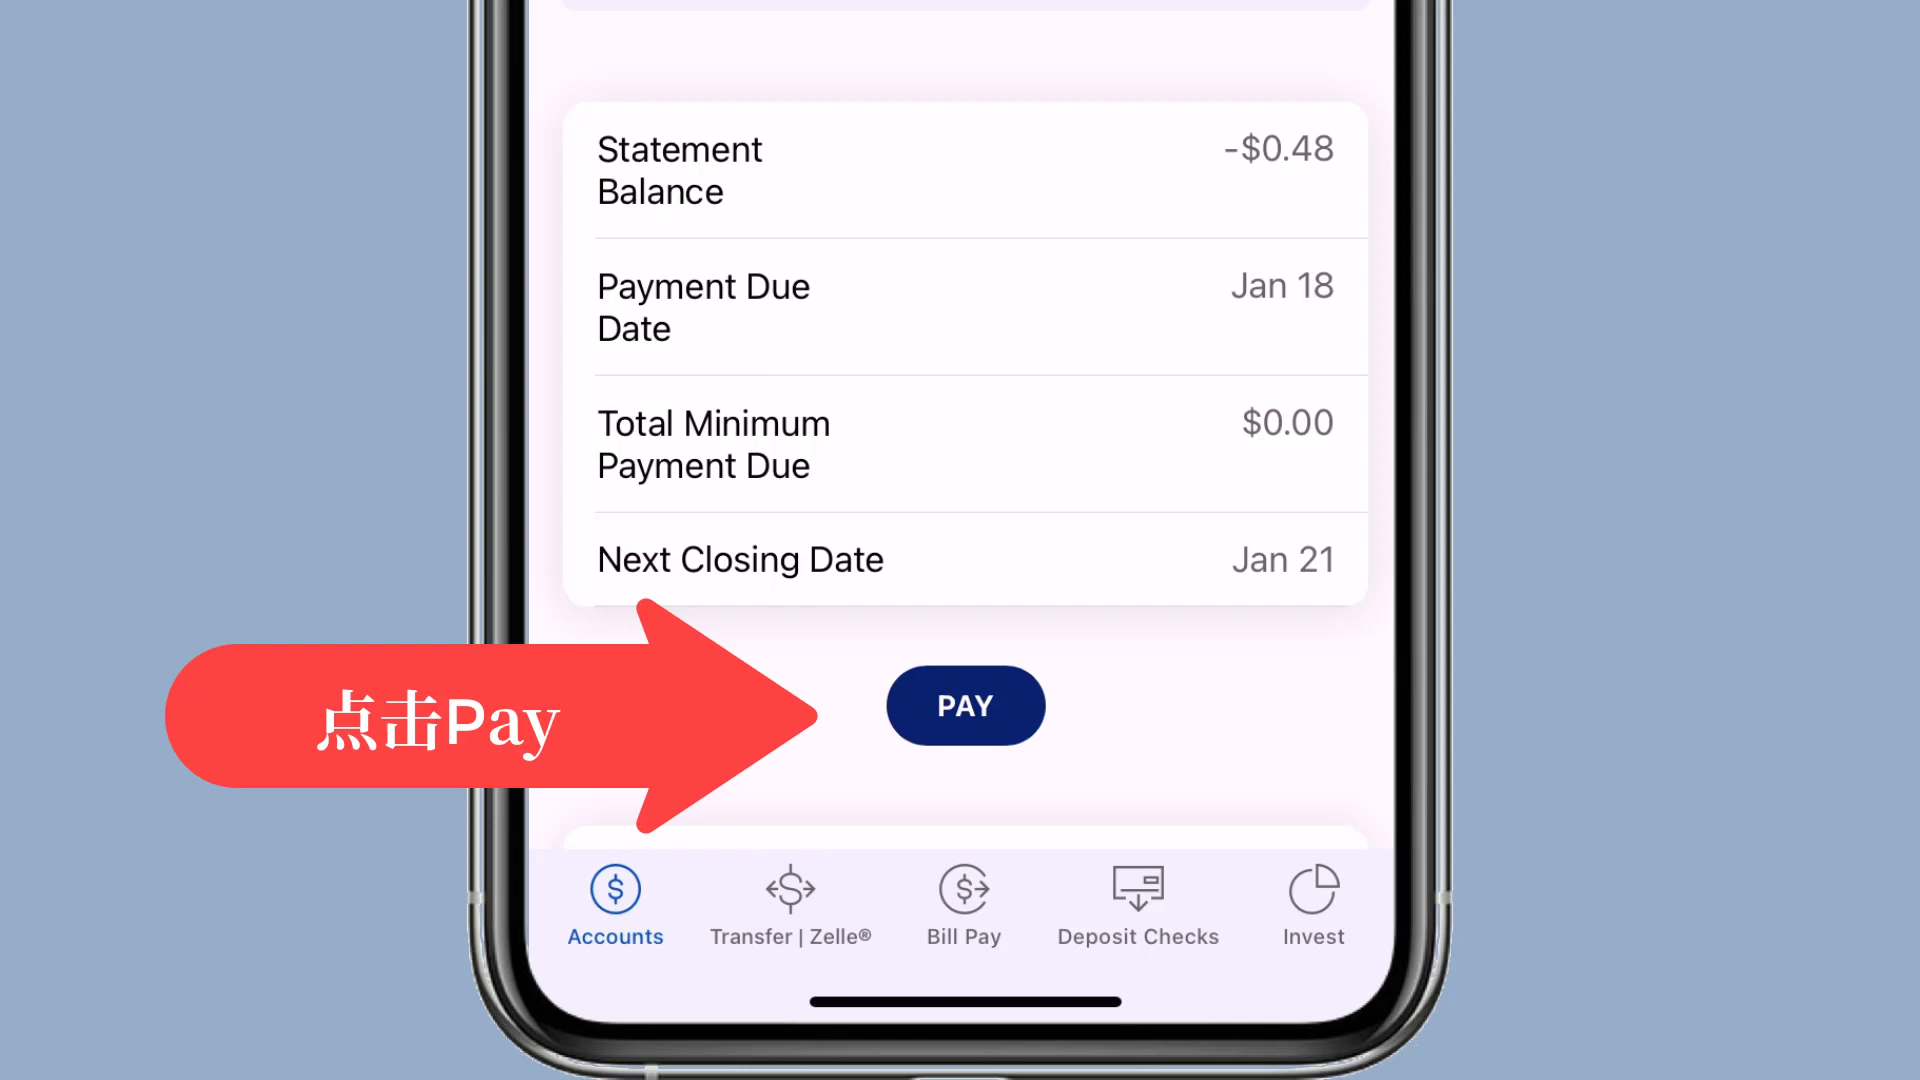 Statement
Balance
-$0.48
Payment Due
Date
Jan 18
Total Minimum
Payment Due
$0.00
Next Closing Date
Jan 21
点击Pay
PAY
Accounts
Transfer | Zelle®
Bill Pay
Deposit Checks
Invest